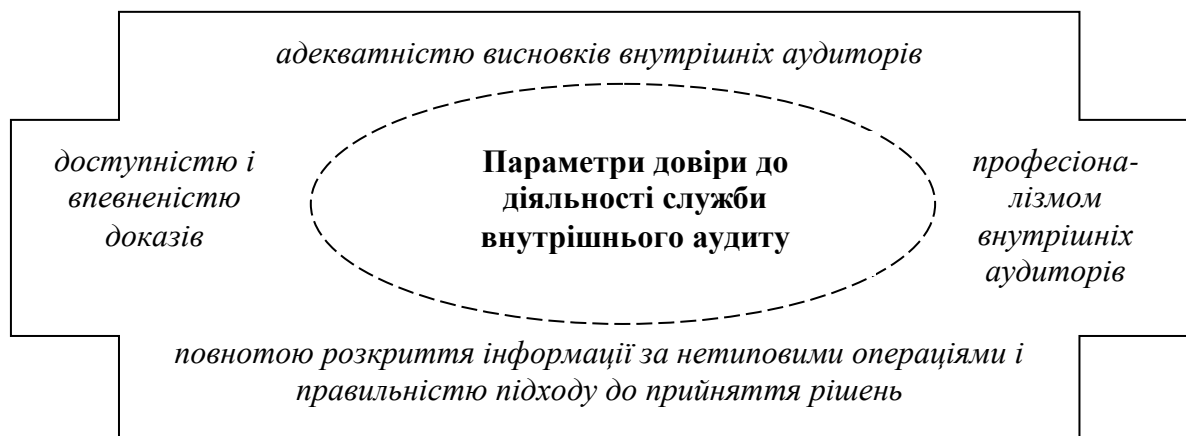 адекватністю висновків внутрішніх аудиторів
доступністю і
впевненістю
доказів
Параметри довіри до
діяльності служби
внутрішнього аудиту
професіона-
лізмом
внутрішніх
аудиторів
повнотою розкриття інформації за нетиповими операціями і
правильністю підходу до прийняття рішень